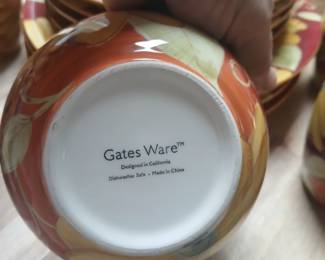 Gates Ware™
Designed in California
Dishwasher Safe • Made in China